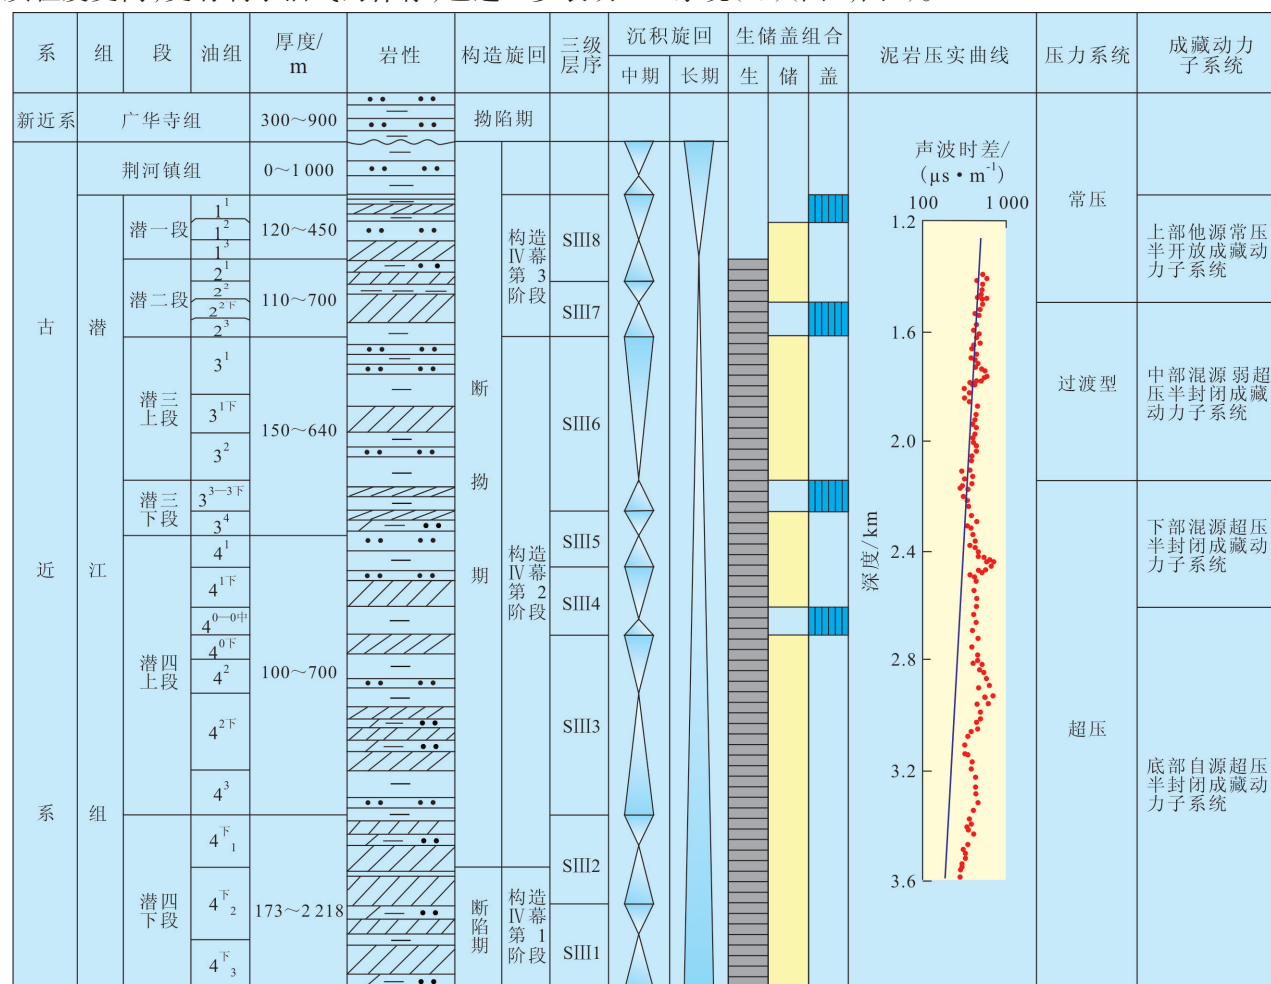 系 组 段 油组 厚度/ m 岩性 构造旋回 三级层序 沉积旋回 生储盖组合 泥岩压实曲线 压力系统 成藏动力子系统
中期 长期 生 储 盖
新近系 广华寺组 300～900 拗陷期
荆河镇组 0～1 000
古近系
潜江组
潜一段
1¹
1²
1³
120～450
潜二段
2¹
2²
2²下
2³
110～700
潜三上段
3¹
3¹下
3²
150～640
潜三下段
3³—³下
3⁴
潜四上段
4¹
4¹下
4⁰—⁰中
4⁰下
4²
4²下
4³
100～700
潜四下段
4下₁
4下₂
4下₃
173～2 218
断拗期
断陷期
构造Ⅳ幕第3阶段
构造Ⅳ幕第2阶段
构造Ⅳ幕第1阶段
SIII8
SIII7
SIII6
SIII5
SIII4
SIII3
SIII2
SIII1
声波时差/
(μs·m⁻¹)
100 1 000
1.2
1.6
2.0
2.4
2.8
3.2
3.6
深度/km
常压
过渡型
超压
上部他源常压
半开放成藏动
力子系统
中部混源 弱超
压半封闭成藏
动力子系统
下部混源超压
半封闭成藏动
力子系统
底部自源超压
半封闭成藏动
力子系统